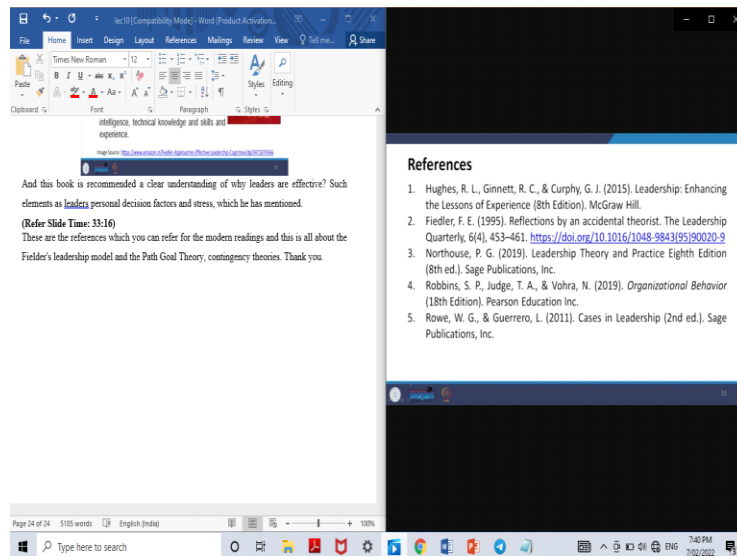 lec10 [Compatibility Mode] - Word (Product Activation...
File Home Insert Design Layout References Mailings Review View Tell me... Share
Times New Roman 12
Paste
B I U abc x, x²
Aa
Styles Editing
Clipboard Font Paragraph Styles
intelligence, technical knowledge and skills and
experience.
And this book is recommended a clear understanding of why leaders are effective? Such
elements as leaders personal decision factors and stress, which he has mentioned.
(Refer Slide Time: 33:16)
These are the references which you can refer for the modern readings and this is all about the
Fielder's leadership model and the Path Goal Theory, contingency theories. Thank you.
Page 24 of 24 5185 words English (India) 100%
References
1. Hughes, R. L., Ginnett, R. C., & Curphy, G. J. (2015). Leadership: Enhancing
the Lessons of Experience (8th Edition). McGraw Hill.
2. Fiedler, F. E. (1995). Reflections by an accidental theorist. The Leadership
Quarterly, 6(4), 453–461. https://doi.org/10.1016/1048-9843(95)90020-9
3. Northouse, P. G. (2019). Leadership Theory and Practice Eighth Edition
(8th ed.). Sage Publications, Inc.
4. Robbins, S. P., Judge, T. A., & Vohra, N. (2019). Organizational Behavior
(18th Edition). Pearson Education Inc.
5. Rowe, W. G., & Guerrero, L. (2011). Cases in Leadership (2nd ed.). Sage
Publications, Inc.
swayam
31
Type here to search
ENG
7:40 PM
7/02/2022